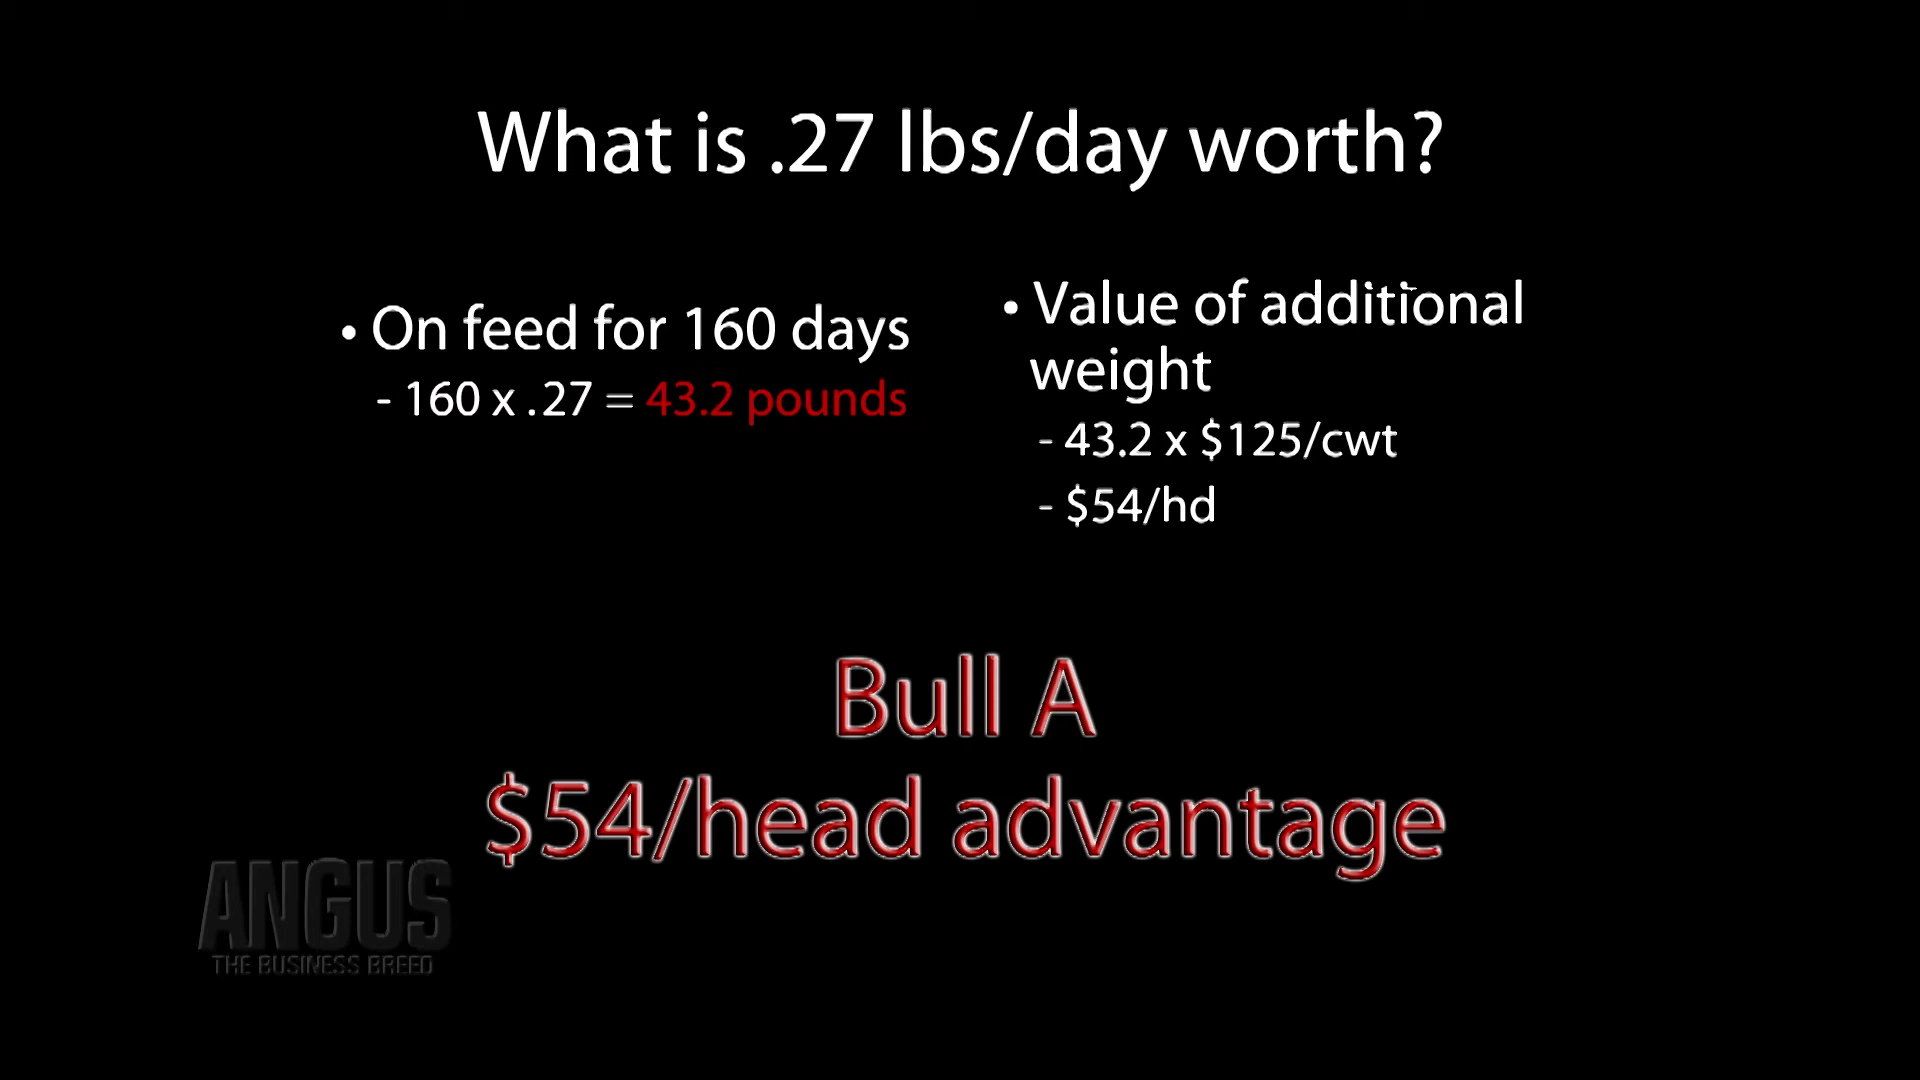 What is .27 lbs/day worth?
• On feed for 160 days
- 160 x .27 = 43.2 pounds
• Value of additional
weight
- 43.2 x $125/cwt
- $54/hd
Bull A
$54/head advantage
ANGUS
THE BUSINESS BREED